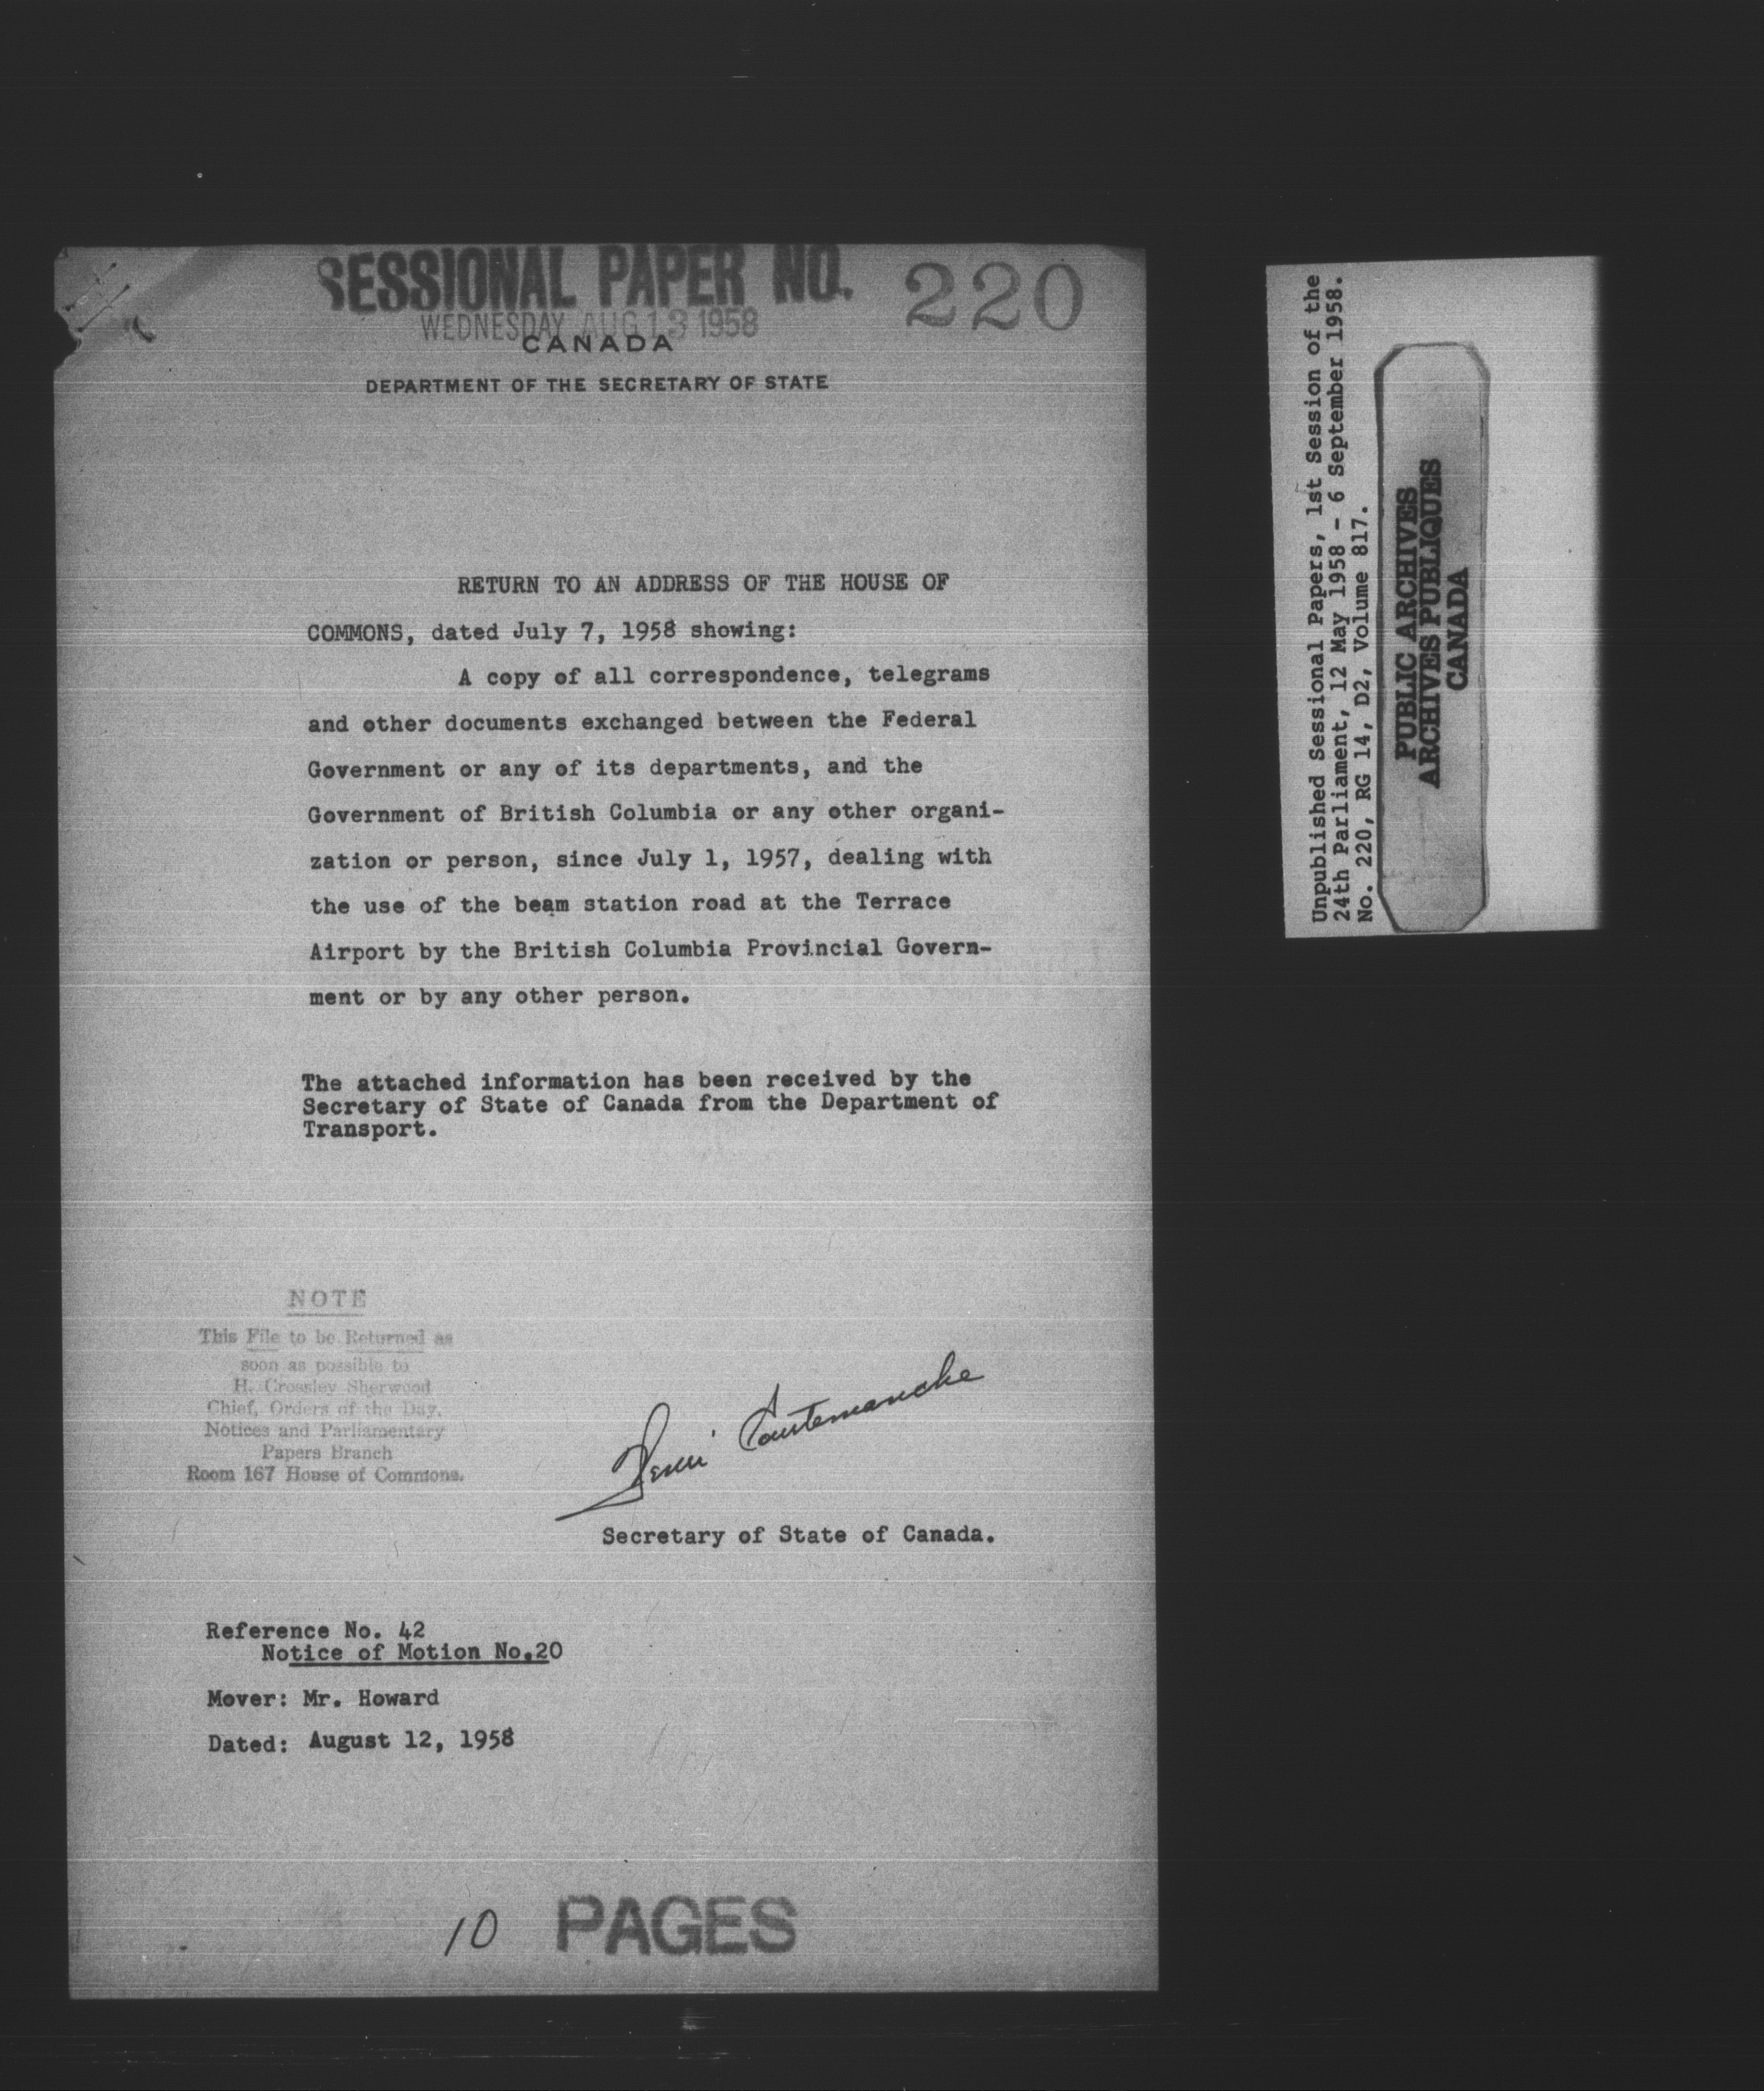 SESSIONAL PAPER NO. 220
WEDNESDAY AUG 13 1958
CANADA
DEPARTMENT OF THE SECRETARY OF STATE
RETURN TO AN ADDRESS OF THE HOUSE OF
COMMONS, dated July 7, 1958 showing:
A copy of all correspondence, telegrams
and other documents exchanged between the Federal
Government or any of its departments, and the
Government of British Columbia or any other organi-
zation or person, since July 1, 1957, dealing with
the use of the beam station road at the Terrace
Airport by the British Columbia Provincial Govern-
ment or by any other person.
The attached information has been received by the
Secretary of State of Canada from the Department of
Transport.
NOTE
This File to be Returned as
soon as possible to
H. Crossley Sherwood
Chief, Orders of the Day,
Notices and Parliamentary
Papers Branch
Room 167 House of Commons.
Henri Courtemanche
Secretary of State of Canada.
Reference No. 42
Notice of Motion No.20
Mover: Mr. Howard
Dated: August 12, 1958
10 PAGES
Unpublished Sessional Papers, 1st Session of the
24th Parliament, 12 May 1958 - 6 September 1958.
No. 220, RG 14, D2, Volume 817.
PUBLIC ARCHIVES
ARCHIVES PUBLIQUES
CANADA